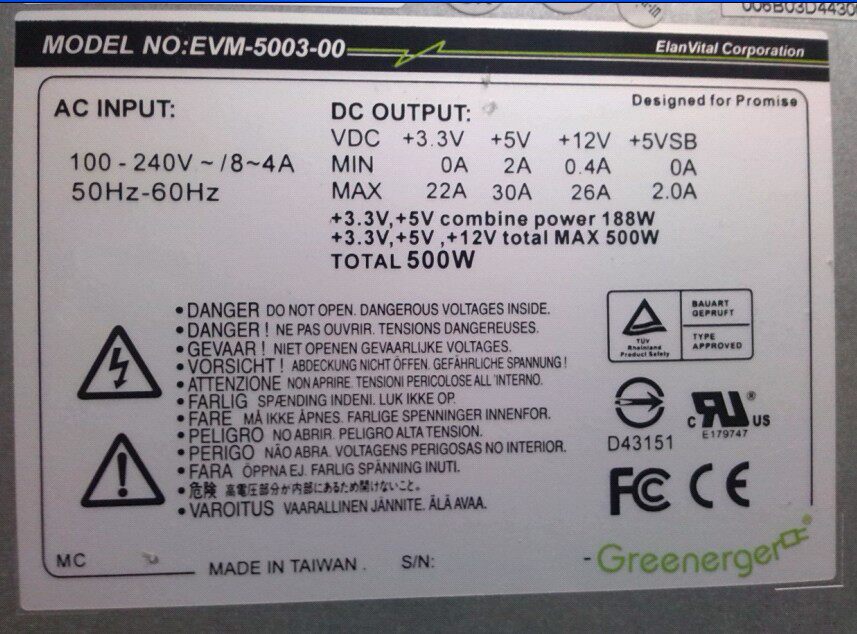 006B03D4430
MODEL NO:EVM-5003-00
ElanVital Corporation
AC INPUT:
100 - 240V ~ /8~4A
50Hz-60Hz
DC OUTPUT:
Designed for Promise
VDC +3.3V +5V +12V +5VSB
MIN 0A 2A 0.4A 0A
MAX 22A 30A 26A 2.0A
+3.3V,+5V combine power 188W
+3.3V,+5V ,+12V total MAX 500W
TOTAL 500W
• DANGER DO NOT OPEN. DANGEROUS VOLTAGES INSIDE.
• DANGER ! NE PAS OUVRIR. TENSIONS DANGEREUSES.
• GEVAAR ! NIET OPENEN GEVAARLIJKE VOLTAGES.
• VORSICHT ! ABDECKUNG NICHT ÖFFEN. GEFÄHRLICHE SPANNUNG !
• ATTENZIONE NON APRIRE. TENSIONI PERICOLOSE ALL 'INTERNO.
• FARLIG SPÆNDING INDENI. LUK IKKE OP.
• FARE MÅ IKKE ÅPNES. FARLIGE SPENNINGER INNENFOR.
• PELIGRO NO ABRIR. PELIGRO ALTA TENSION.
• PERIGO NÃO ABRA. VOLTAGENS PERIGOSAS NO INTERIOR.
• FARA ÖPPNA EJ. FARLIG SPÄNNING INUTI.
• 危険 高電圧部分が内部にあるため開けないこと。
• VAROITUS VAARALLINEN JÄNNITE. ÄLÄ AVAA.
TÜV
Rheinland
Product Safety
BAUART
GEPRUFT
TYPE
APPROVED
D43151
c RU ® US
E179747
FC CE
MC
MADE IN TAIWAN .
S/N:
- Greenerger ®